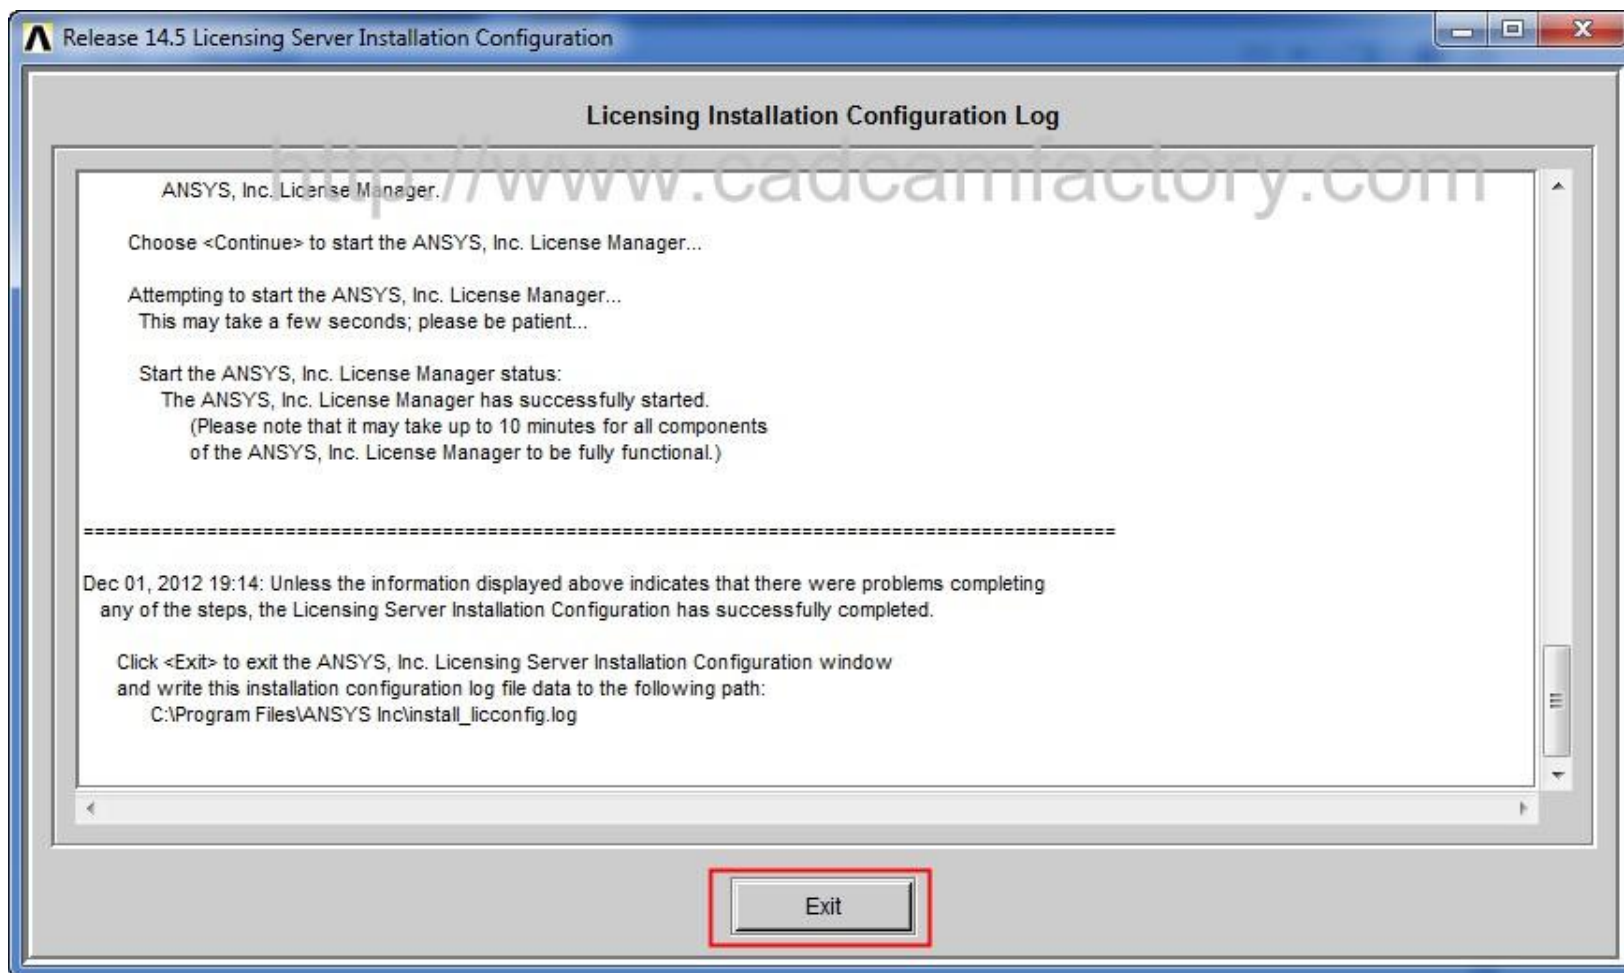 Release 14.5 Licensing Server Installation Configuration
Licensing Installation Configuration Log
http://www.cadcamfactory.com
ANSYS, Inc. License Manager.
Choose <Continue> to start the ANSYS, Inc. License Manager...
Attempting to start the ANSYS, Inc. License Manager...
This may take a few seconds; please be patient...
Start the ANSYS, Inc. License Manager status:
The ANSYS, Inc. License Manager has successfully started.
(Please note that it may take up to 10 minutes for all components
of the ANSYS, Inc. License Manager to be fully functional.)
===========================================================================================
Dec 01, 2012 19:14: Unless the information displayed above indicates that there were problems completing
any of the steps, the Licensing Server Installation Configuration has successfully completed.
Click <Exit> to exit the ANSYS, Inc. Licensing Server Installation Configuration window
and write this installation configuration log file data to the following path:
C:\Program Files\ANSYS Inc\install_licconfig.log
Exit